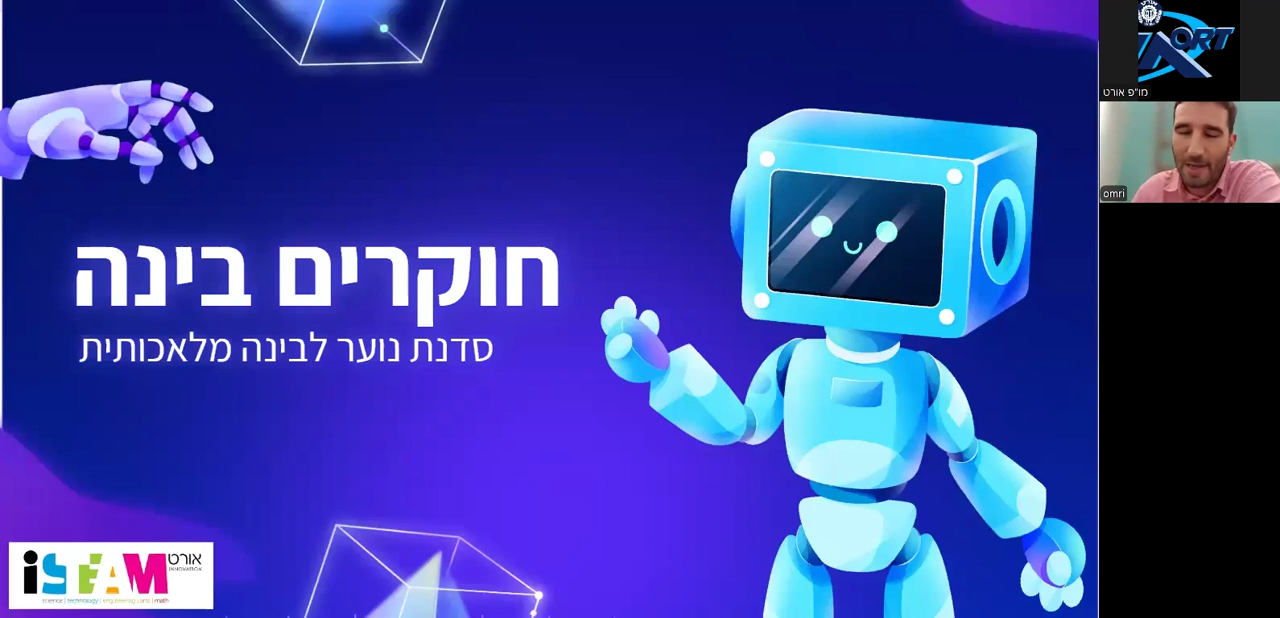 חוקרים בינה
סדנת נוער לבינה מלאכותית
iSTEAM
אורט
INNOVATION
science | technology | engineering | arts | math
ORT
מו"פ אורט
omri